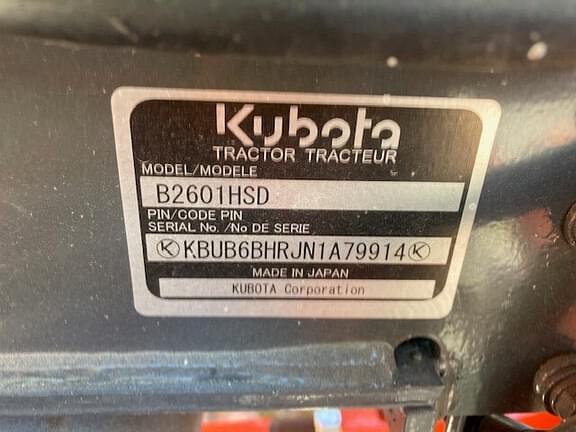 Kubota
TRACTOR TRACTEUR
MODEL/MODELE
B2601HSD
PIN/CODE PIN
SERIAL No. /No DE SERIE
KBUB6BHRJN1A79914
MADE IN JAPAN
KUBOTA Corporation